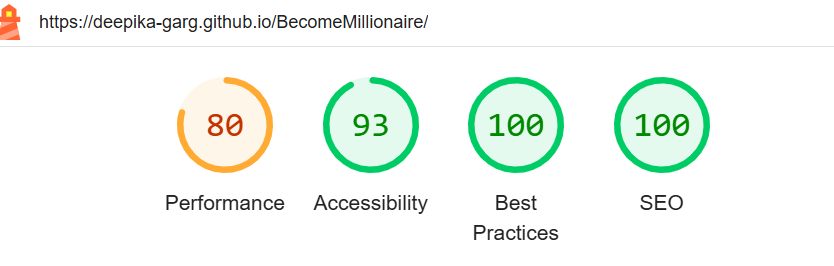 https://deepika-garg.github.io/BecomeMillionaire/
80 93 100 100
Performance Accessibility Best Practices SEO